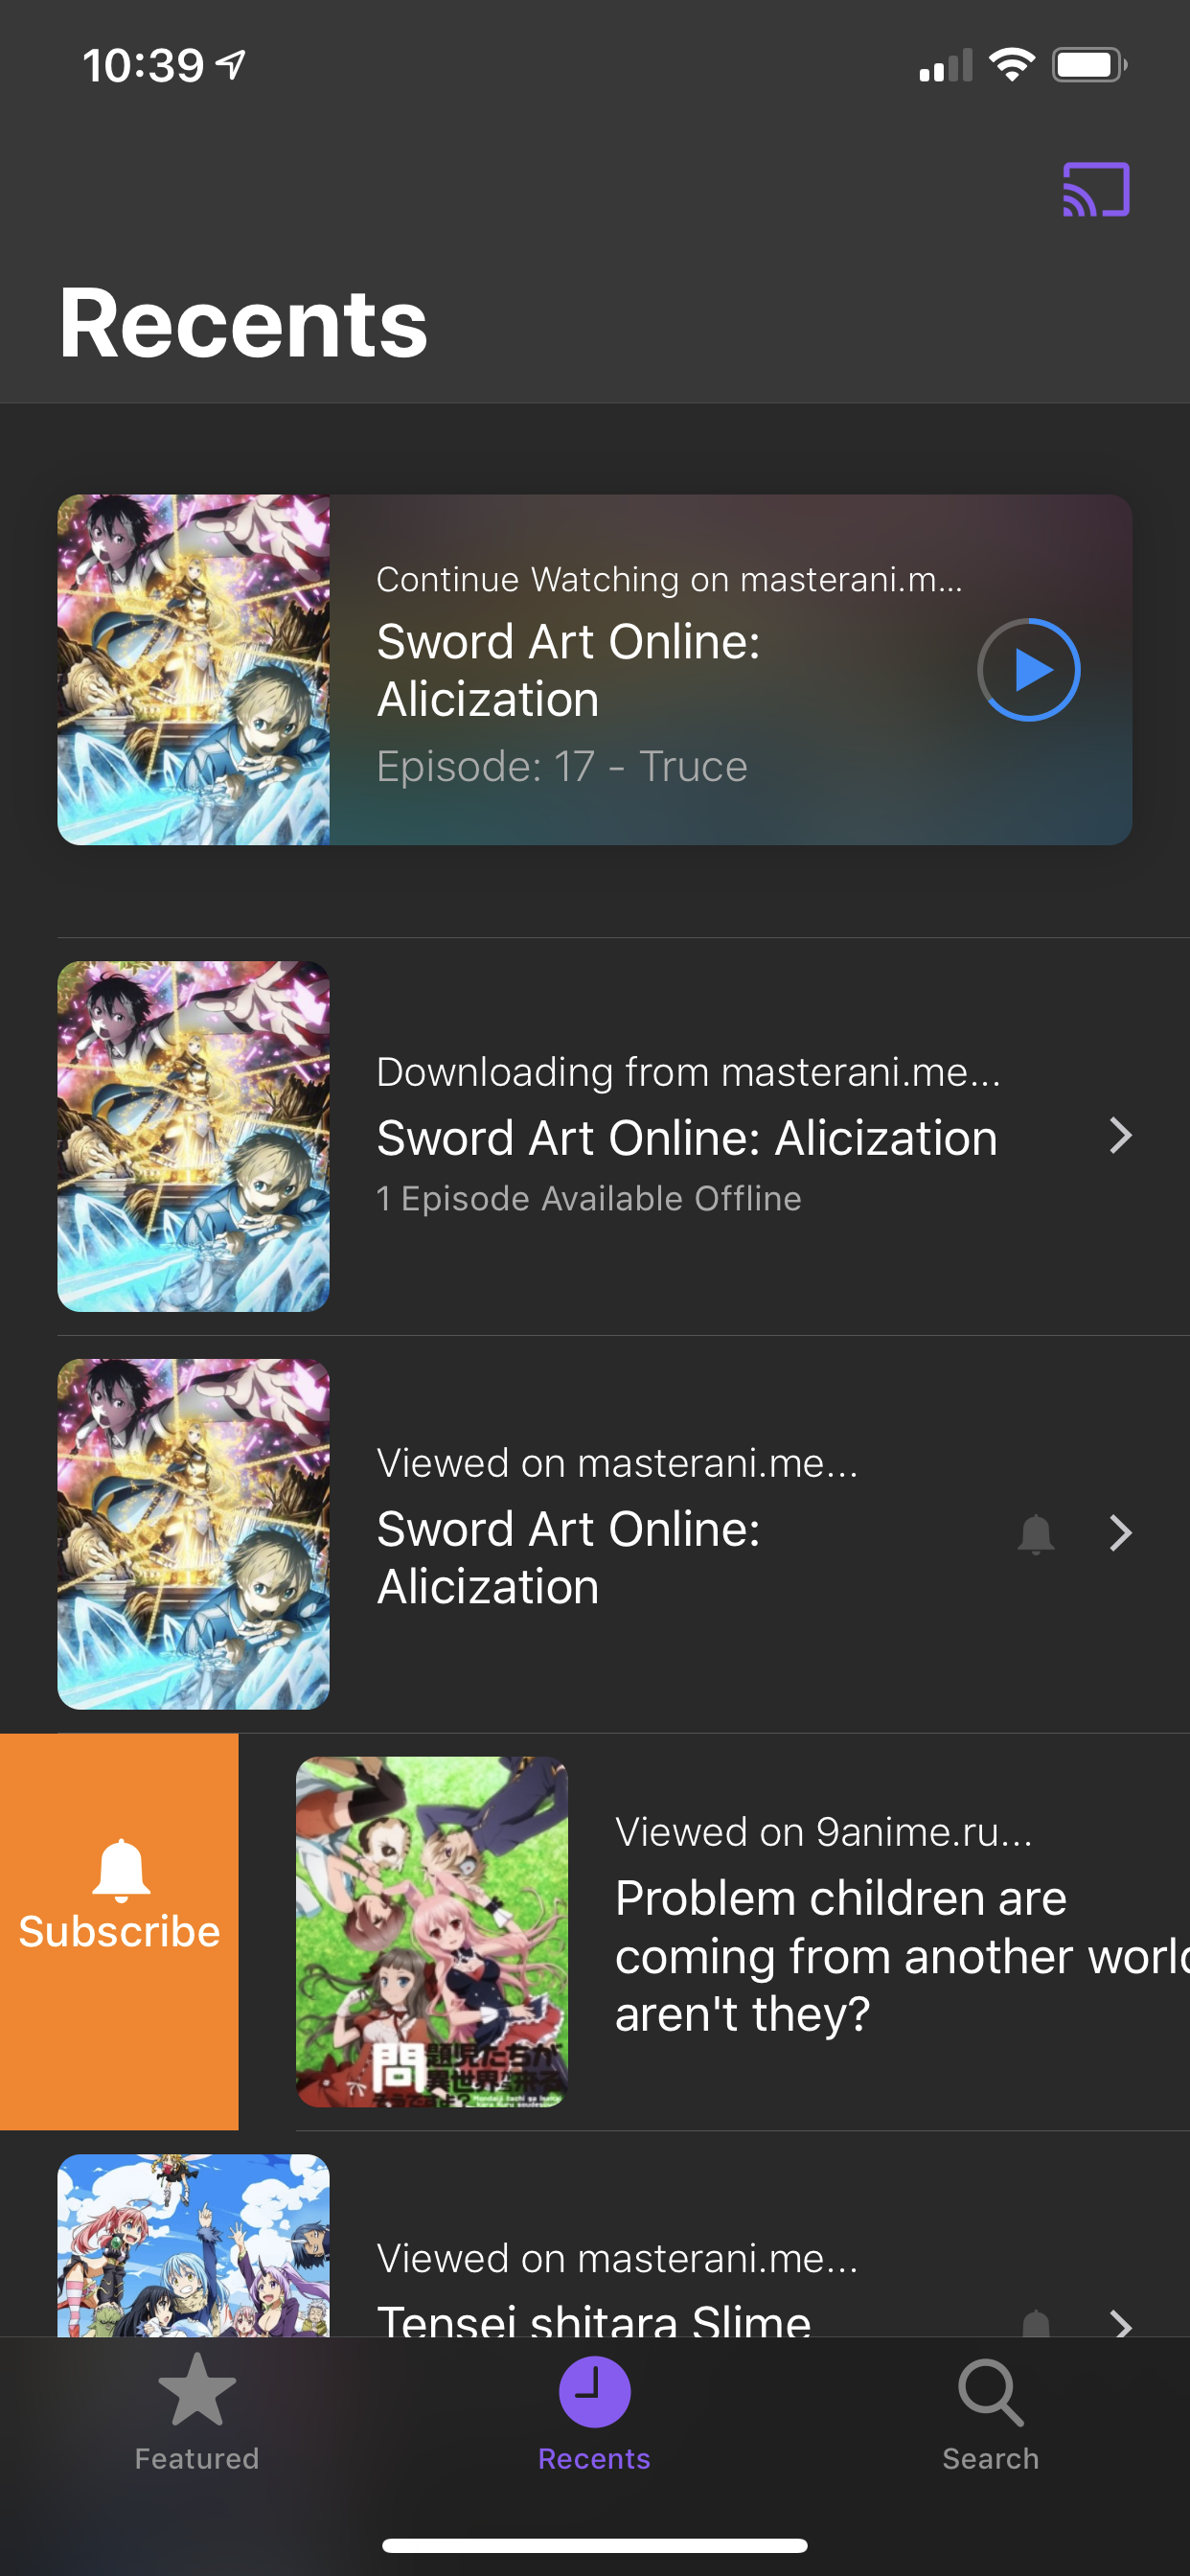 10:39
Recents
Continue Watching on masterani.m...
Sword Art Online:
Alicization
Episode: 17 - Truce
Downloading from masterani.me...
Sword Art Online: Alicization
1 Episode Available Offline
Viewed on masterani.me...
Sword Art Online:
Alicization
Subscribe
Viewed on 9anime.ru...
Problem children are
coming from another worl
aren't they?
問題児たちが
異世界から来る
そうですよ?
Viewed on masterani.me...
Tensei shitara Slime
Featured
Recents
Search